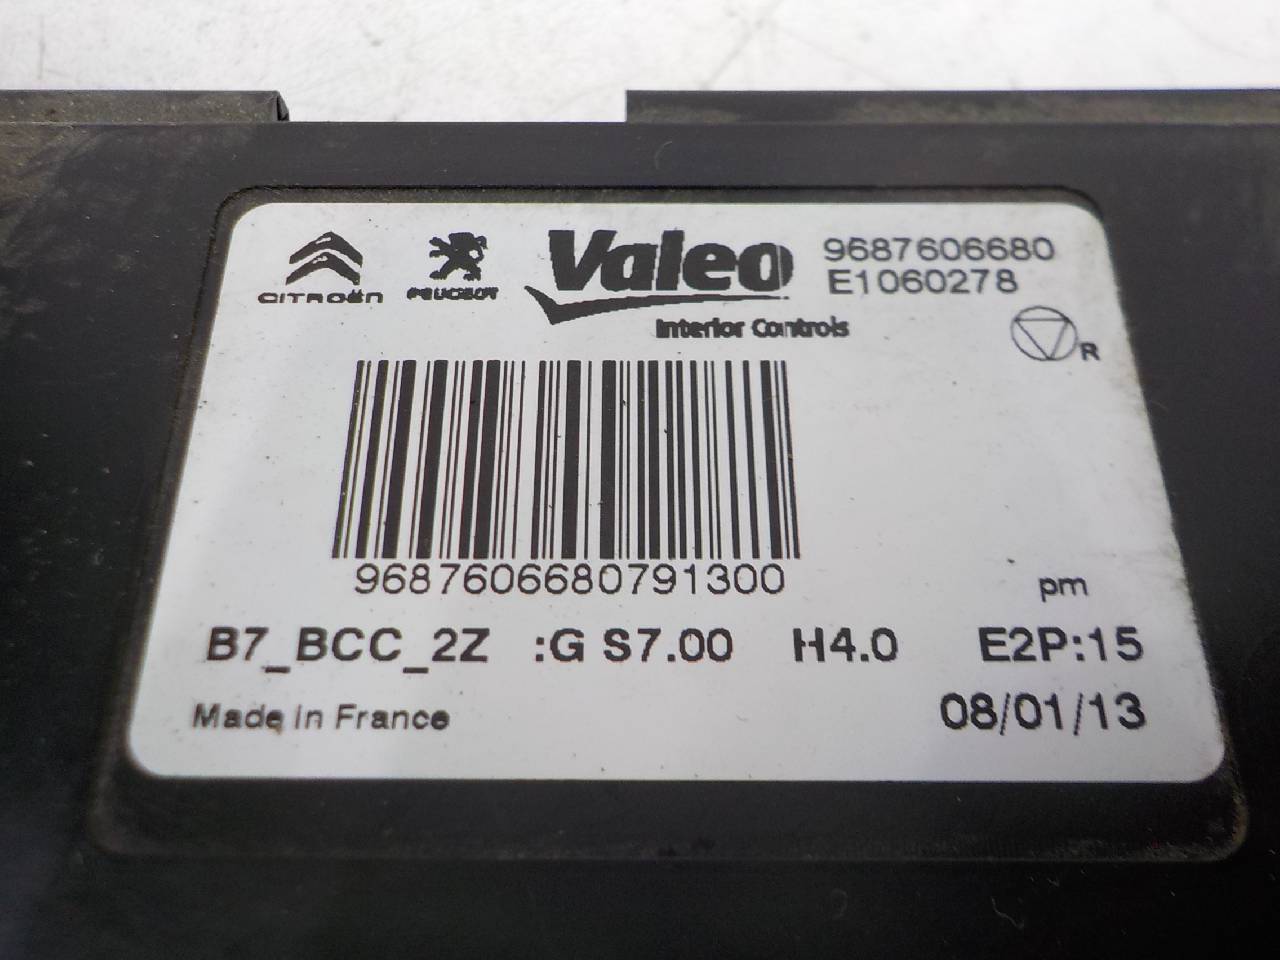 CITROËN PEUGEOT Valeo 9687606680
E1060278
Interior Controls
R
9687606680791300
pm
B7_BCC_2Z :G S7.00 H4.0 E2P:15
Made in France 08/01/13